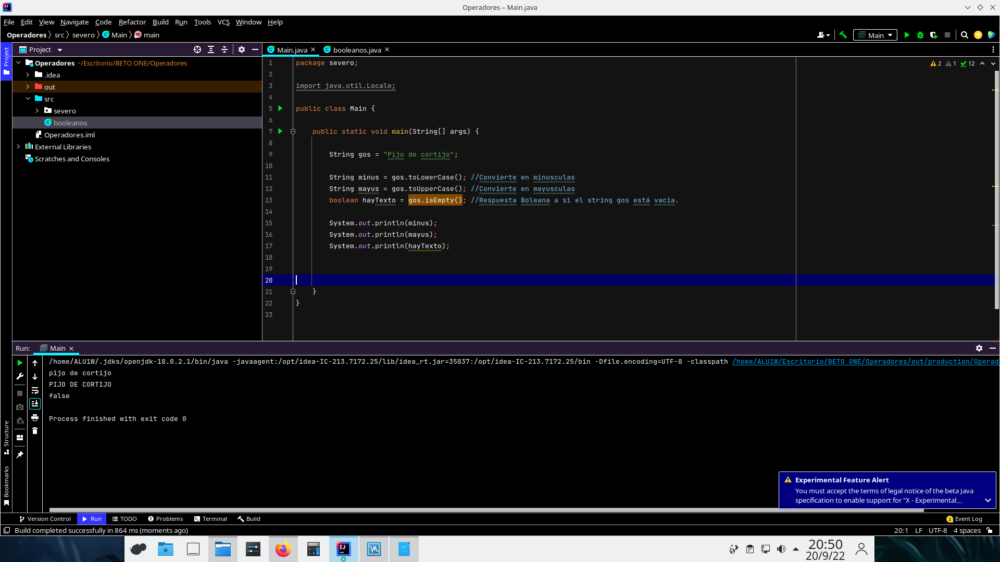 Operadores – Main.java
File Edit View Navigate Code Refactor Build Run Tools VCS Window Help
Operadores src severo Main main
Main
Project
Project
Main.java
booleanos.java
Operadores ~/Escritorio/BETO ONE/Operadores
.idea
out
src
severo
booleanos
Operadores.iml
External Libraries
Scratches and Consoles
2 1 12
1 package severo;
2
3 import java.util.Locale;
4
5 public class Main {
6
7 public static void main(String[] args) {
8
9 String gos = "Pijo de cortijo";
10
11 String minus = gos.toLowerCase(); //Convierte en minusculas
12 String mayus = gos.toUpperCase(); //Convierte en mayusculas
13 boolean hayTexto = gos.isEmpty(); //Respuesta Boleana a si el string gos está vacia.
14
15 System.out.println(minus);
16 System.out.println(mayus);
17 System.out.println(hayTexto);
18
19
20
21 }
22 }
23
Run: Main
/home/ALU1W/.jdks/openjdk-18.0.2.1/bin/java -javaagent:/opt/idea-IC-213.7172.25/lib/idea_rt.jar=35837:/opt/idea-IC-213.7172.25/bin -Dfile.encoding=UTF-8 -classpath /home/ALU1W/Escritorio/BETO ONE/Operadores/out/production/Operad
pijo de cortijo
PIJO DE CORTIJO
false
Process finished with exit code 0
Structure
Bookmarks
Experimental Feature Alert
You must accept the terms of legal notice of the beta Java
specification to enable support for "X - Experimental...
Version Control Run TODO Problems Terminal Build
2 Event Log
Build completed successfully in 864 ms (moments ago)
20:1 LF UTF-8 4 spaces
IJ
20:50
20/9/22